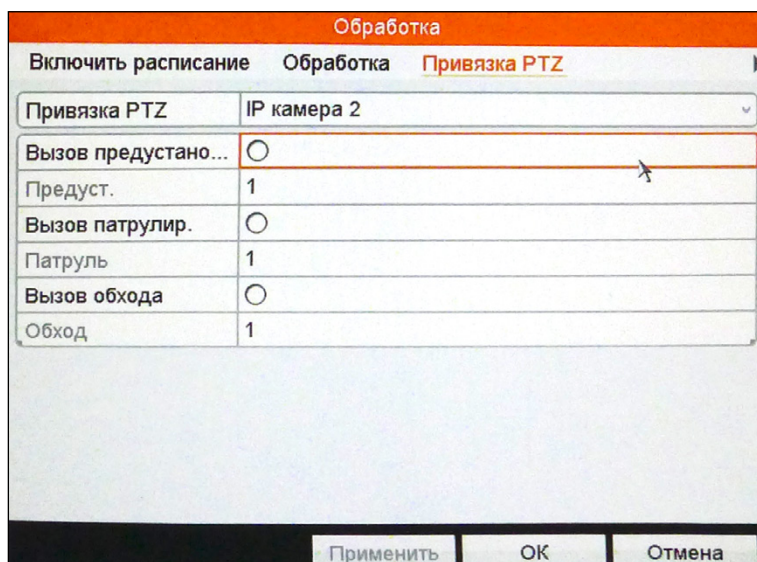 Обработка
Включить расписание Обработка Привязка PTZ
Привязка PTZ IP камера 2
Вызов предустано...
Предуст. 1
Вызов патрулир.
Патруль 1
Вызов обхода
Обход 1
Применить ОК Отмена